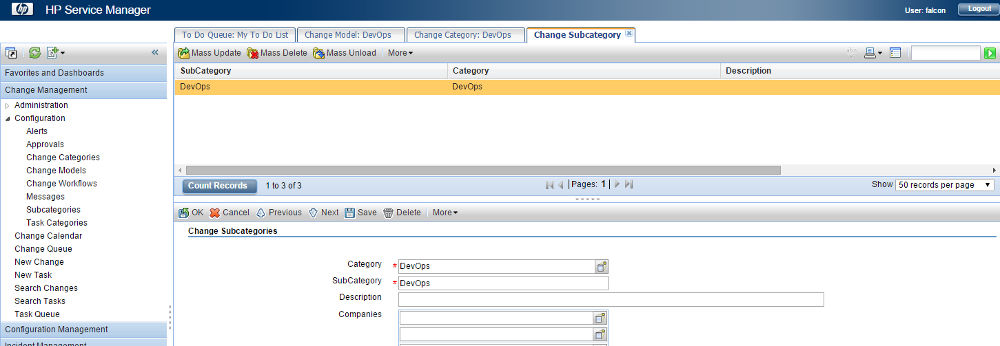 hp HP Service Manager User: falcon Logout
To Do Queue: My To Do List Change Model: DevOps Change Category: DevOps Change Subcategory
Mass Update Mass Delete Mass Unload More
Favorites and Dashboards
Change Management
Administration
Configuration
Alerts
Approvals
Change Categories
Change Models
Change Workflows
Messages
Subcategories
Task Categories
Change Calendar
Change Queue
New Change
New Task
Search Changes
Search Tasks
Task Queue
Configuration Management
Incident Management
SubCategory Category Description
DevOps DevOps
Count Records 1 to 3 of 3 Pages: 1 Show 50 records per page
OK Cancel Previous Next Save Delete More
Change Subcategories
Category * DevOps
SubCategory * DevOps
Description
Companies